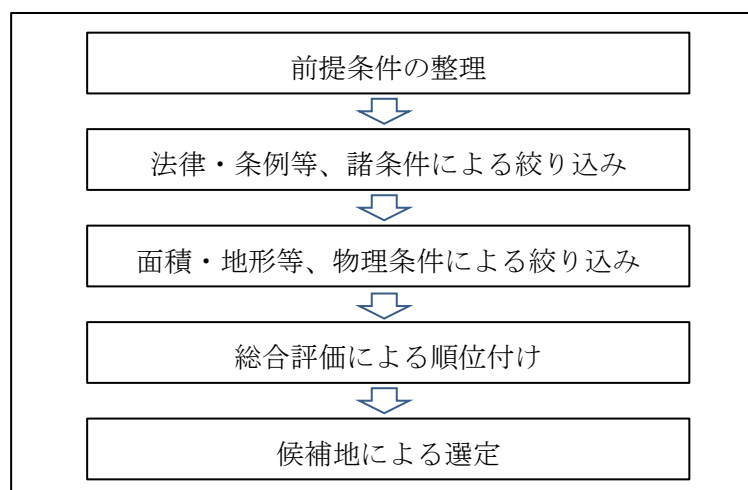 前提条件の整理
法律・条例等、諸条件による絞り込み
面積・地形等、物理条件による絞り込み
総合評価による順位付け
候補地による選定